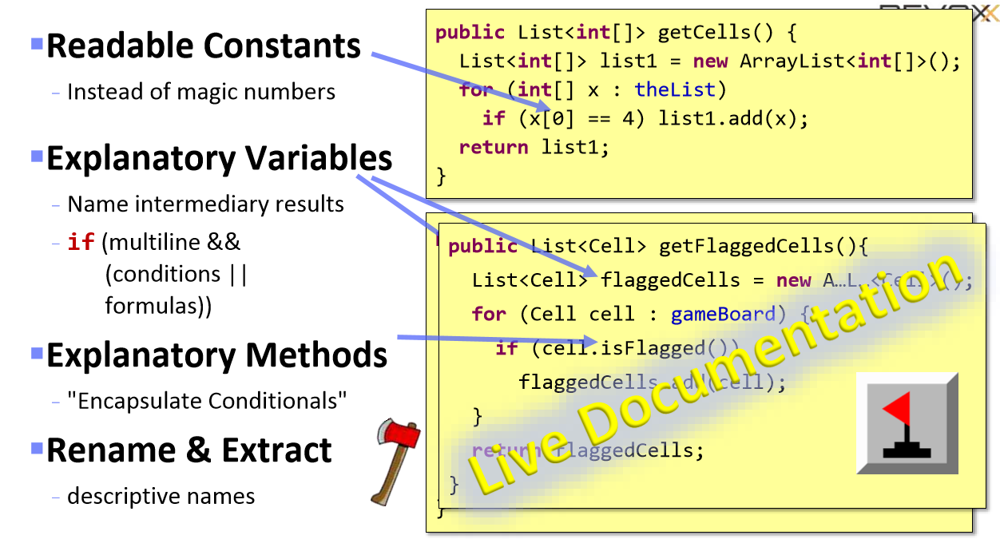 Readable Constants
– Instead of magic numbers
Explanatory Variables
– Name intermediary results
– if (multiline &&
(conditions ||
formulas))
Explanatory Methods
– "Encapsulate Conditionals"
Rename & Extract
– descriptive names
public List<int[]> getCells() {
List<int[]> list1 = new ArrayList<int[]>();
for (int[] x : theList)
if (x[0] == 4) list1.add(x);
return list1;
}
public List<Cell> getFlaggedCells(){
List<Cell> flaggedCells = new A…L…<Cell>();
for (Cell cell : gameBoard) {
if (cell.isFlagged())
flaggedCells.add(cell);
}
return flaggedCells;
}
}
Live Documentation